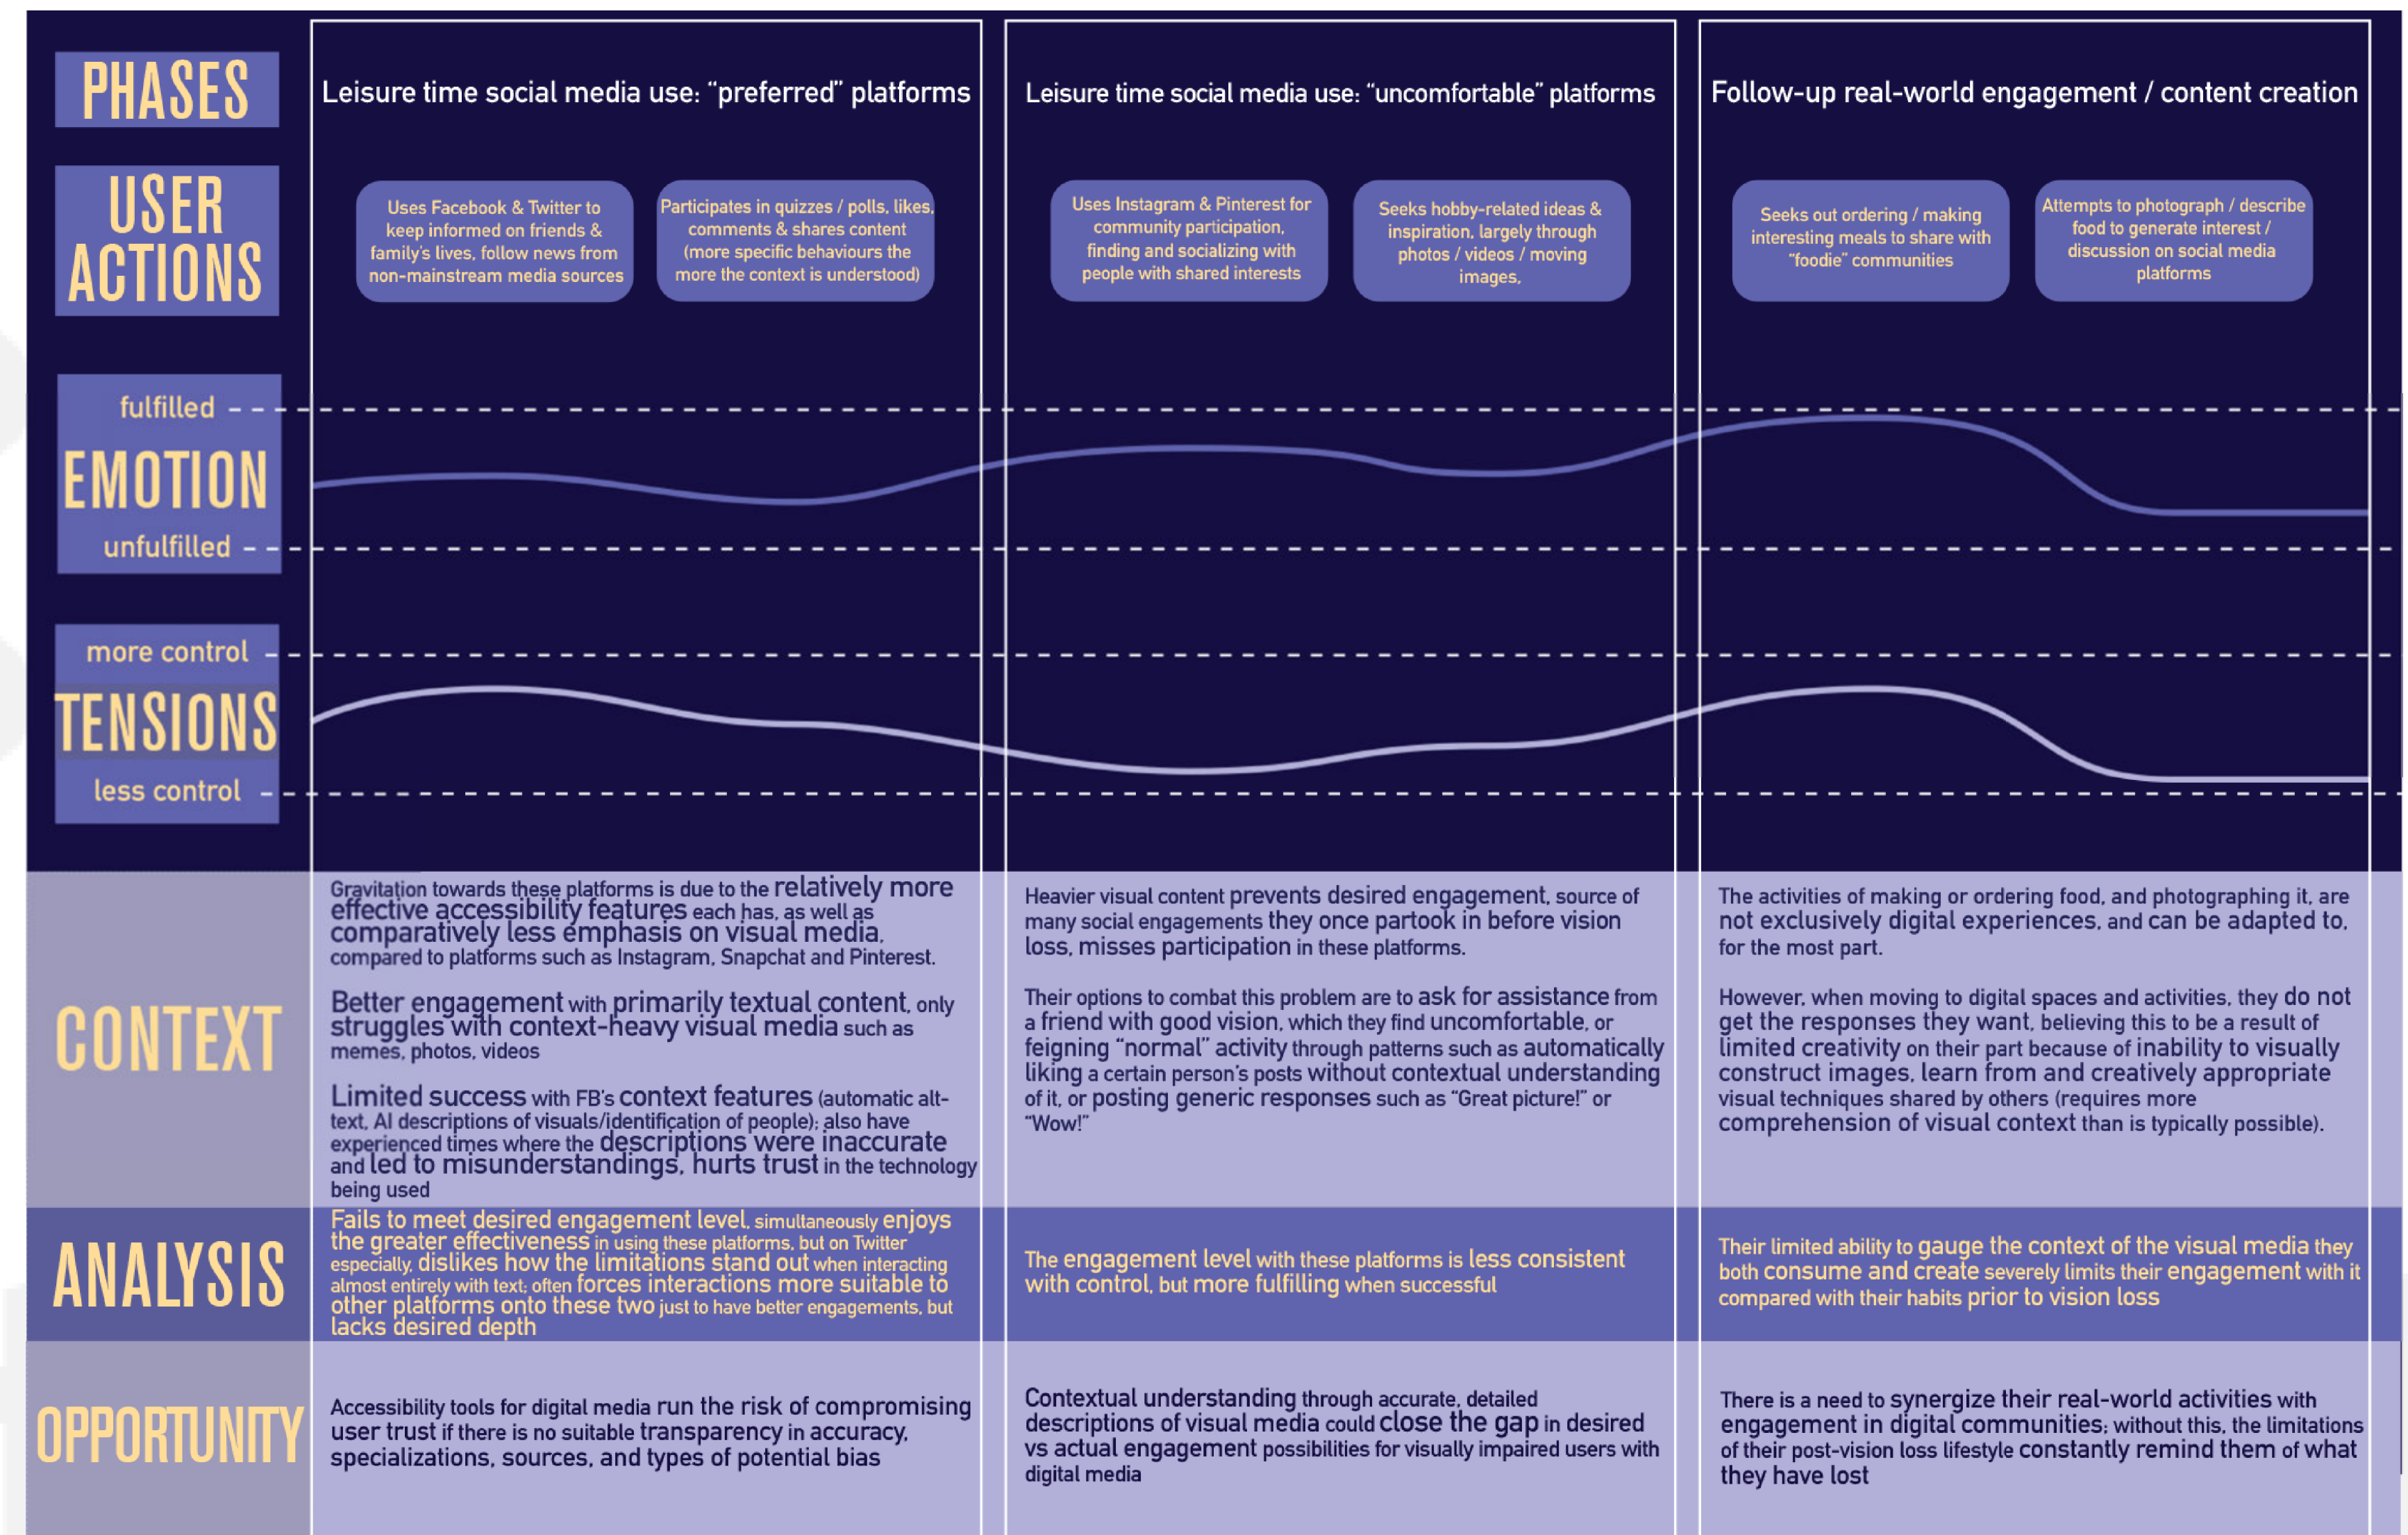 PHASES
Leisure time social media use: “preferred” platforms
Leisure time social media use: “uncomfortable” platforms
Follow-up real-world engagement / content creation
USER
ACTIONS
Uses Facebook & Twitter to
keep informed on friends &
family’s lives, follow news from
non-mainstream media sources
Participates in quizzes / polls, likes,
comments & shares content
(more specific behaviours the
more the context is understood)
Uses Instagram & Pinterest for
community participation,
finding and socializing with
people with shared interests
Seeks hobby-related ideas &
inspiration, largely through
photos / videos / moving
images,
Seeks out ordering / making
interesting meals to share with
“foodie” communities
Attempts to photograph / describe
food to generate interest /
discussion on social media
platforms
fulfilled
EMOTION
unfulfilled
more control
TENSIONS
less control
CONTEXT
Gravitation towards these platforms is due to the relatively more
effective accessibility features each has, as well as
comparatively less emphasis on visual media,
compared to platforms such as Instagram, Snapchat and Pinterest.
Better engagement with primarily textual content, only
struggles with context-heavy visual media such as
memes, photos, videos
Limited success with FB’s context features (automatic alt-
text, AI descriptions of visuals/identification of people); also have
experienced times where the descriptions were inaccurate
and led to misunderstandings, hurts trust in the technology
being used
Heavier visual content prevents desired engagement, source of
many social engagements they once partook in before vision
loss, misses participation in these platforms.
Their options to combat this problem are to ask for assistance from
a friend with good vision, which they find uncomfortable, or
feigning “normal” activity through patterns such as automatically
liking a certain person’s posts without contextual understanding
of it, or posting generic responses such as “Great picture!” or
“Wow!”
The activities of making or ordering food, and photographing it, are
not exclusively digital experiences, and can be adapted to,
for the most part.
However, when moving to digital spaces and activities, they do not
get the responses they want, believing this to be a result of
limited creativity on their part because of inability to visually
construct images, learn from and creatively appropriate
visual techniques shared by others (requires more
comprehension of visual context than is typically possible).
ANALYSIS
Fails to meet desired engagement level, simultaneously enjoys
the greater effectiveness in using these platforms, but on Twitter
especially, dislikes how the limitations stand out when interacting
almost entirely with text; often forces interactions more suitable to
other platforms onto these two just to have better engagements, but
lacks desired depth
The engagement level with these platforms is less consistent
with control, but more fulfilling when successful
Their limited ability to gauge the context of the visual media they
both consume and create severely limits their engagement with it
compared with their habits prior to vision loss
OPPORTUNITY
Accessibility tools for digital media run the risk of compromising
user trust if there is no suitable transparency in accuracy,
specializations, sources, and types of potential bias
Contextual understanding through accurate, detailed
descriptions of visual media could close the gap in desired
vs actual engagement possibilities for visually impaired users with
digital media
There is a need to synergize their real-world activities with
engagement in digital communities; without this, the limitations
of their post-vision loss lifestyle constantly remind them of what
they have lost